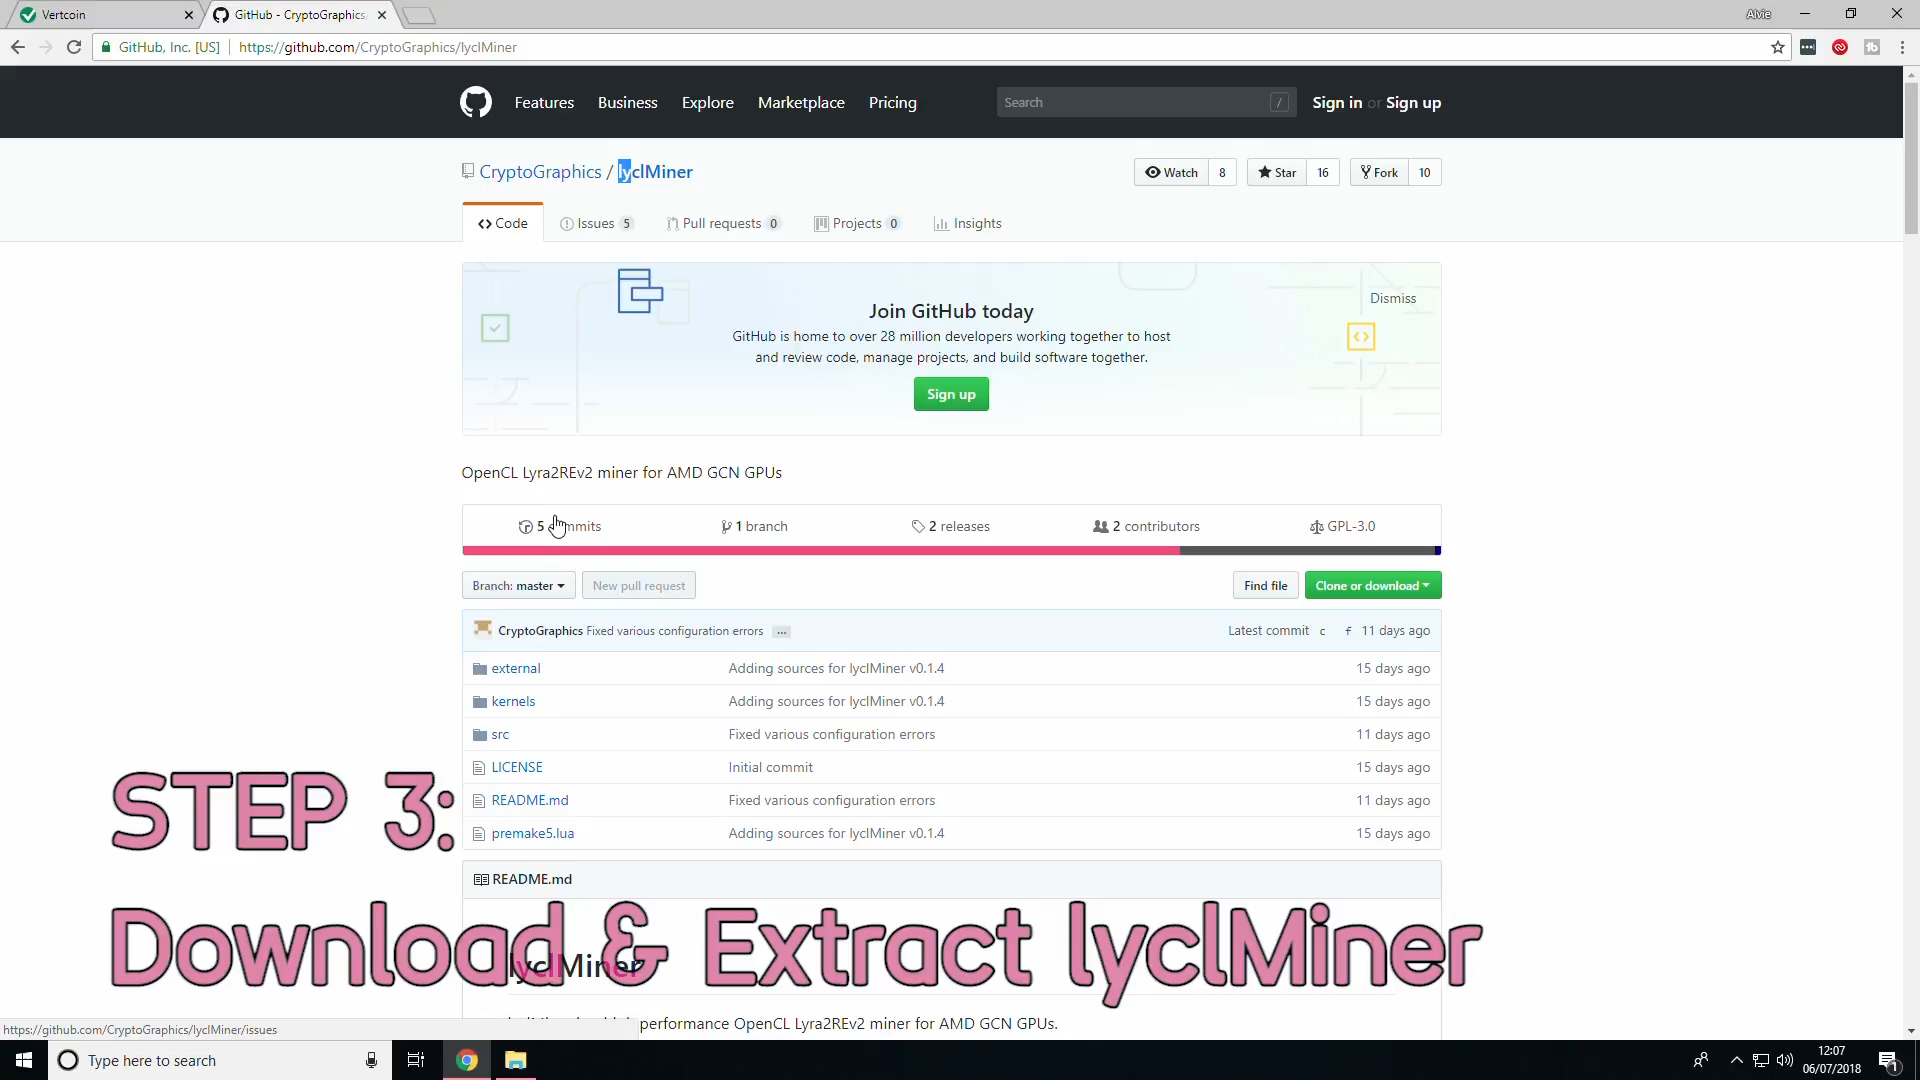 Vertcoin
GitHub - CryptoGraphics
Alvie
GitHub, Inc. [US]
https://github.com/CryptoGraphics/lyclMiner
Features
Business
Explore
Marketplace
Pricing
Search
/
Sign in or Sign up
CryptoGraphics / lyclMiner
Watch 8
Star 16
Fork 10
Code
Issues 5
Pull requests 0
Projects 0
Insights
Join GitHub today
Dismiss
GitHub is home to over 28 million developers working together to host
and review code, manage projects, and build software together.
Sign up
OpenCL Lyra2REv2 miner for AMD GCN GPUs
5 commits
1 branch
2 releases
2 contributors
GPL-3.0
Branch: master
New pull request
Find file
Clone or download
CryptoGraphics Fixed various configuration errors ...
Latest commit c f 11 days ago
external Adding sources for lyclMiner v0.1.4 15 days ago
kernels Adding sources for lyclMiner v0.1.4 15 days ago
src Fixed various configuration errors 11 days ago
LICENSE Initial commit 15 days ago
README.md Fixed various configuration errors 11 days ago
premake5.lua Adding sources for lyclMiner v0.1.4 15 days ago
STEP 3:
README.md
Download & Extract lyclMiner
lyclMiner
performance OpenCL Lyra2REv2 miner for AMD GCN GPUs.
https://github.com/CryptoGraphics/lyclMiner/issues
Type here to search
12:07
06/07/2018
1